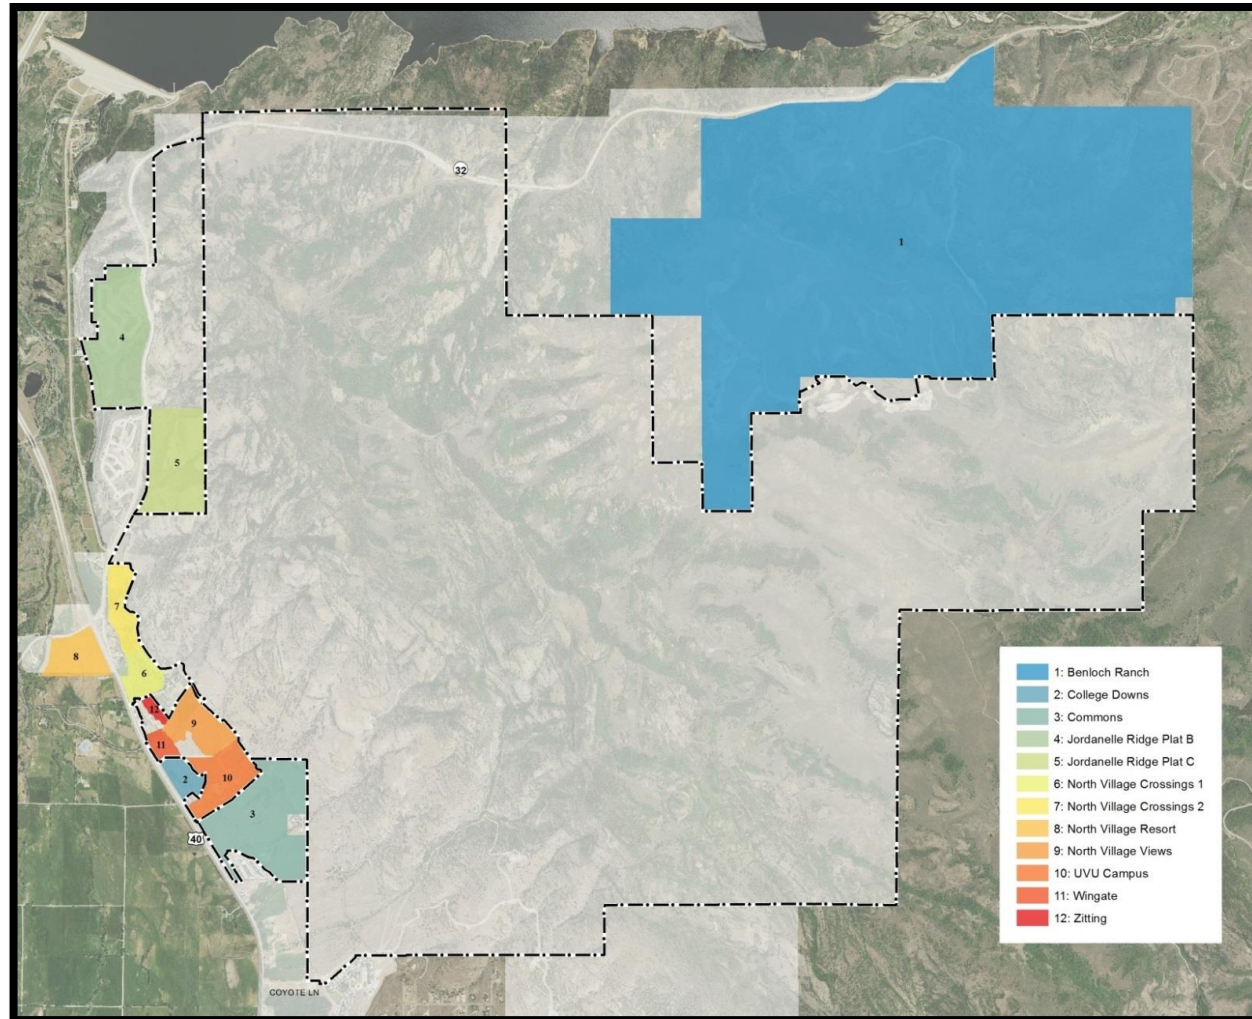 32
1
4
5
7
8
6
12
9
11
2
10
3
40
COYOTE LN
1: Benloch Ranch
2: College Downs
3: Commons
4: Jordanelle Ridge Plat B
5: Jordanelle Ridge Plat C
6: North Village Crossings 1
7: North Village Crossings 2
8: North Village Resort
9: North Village Views
10: UVU Campus
11: Wingate
12: Zitting